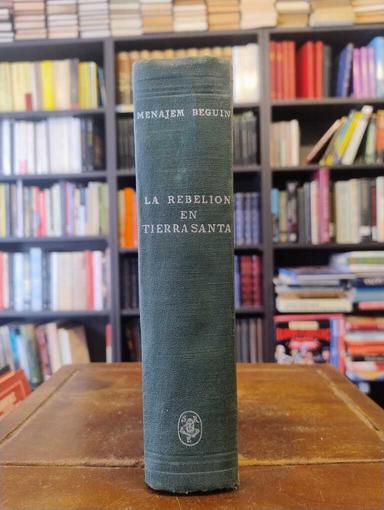 MENAJEM BEGUIN
LA REBELION
EN
TIERRA SANTA